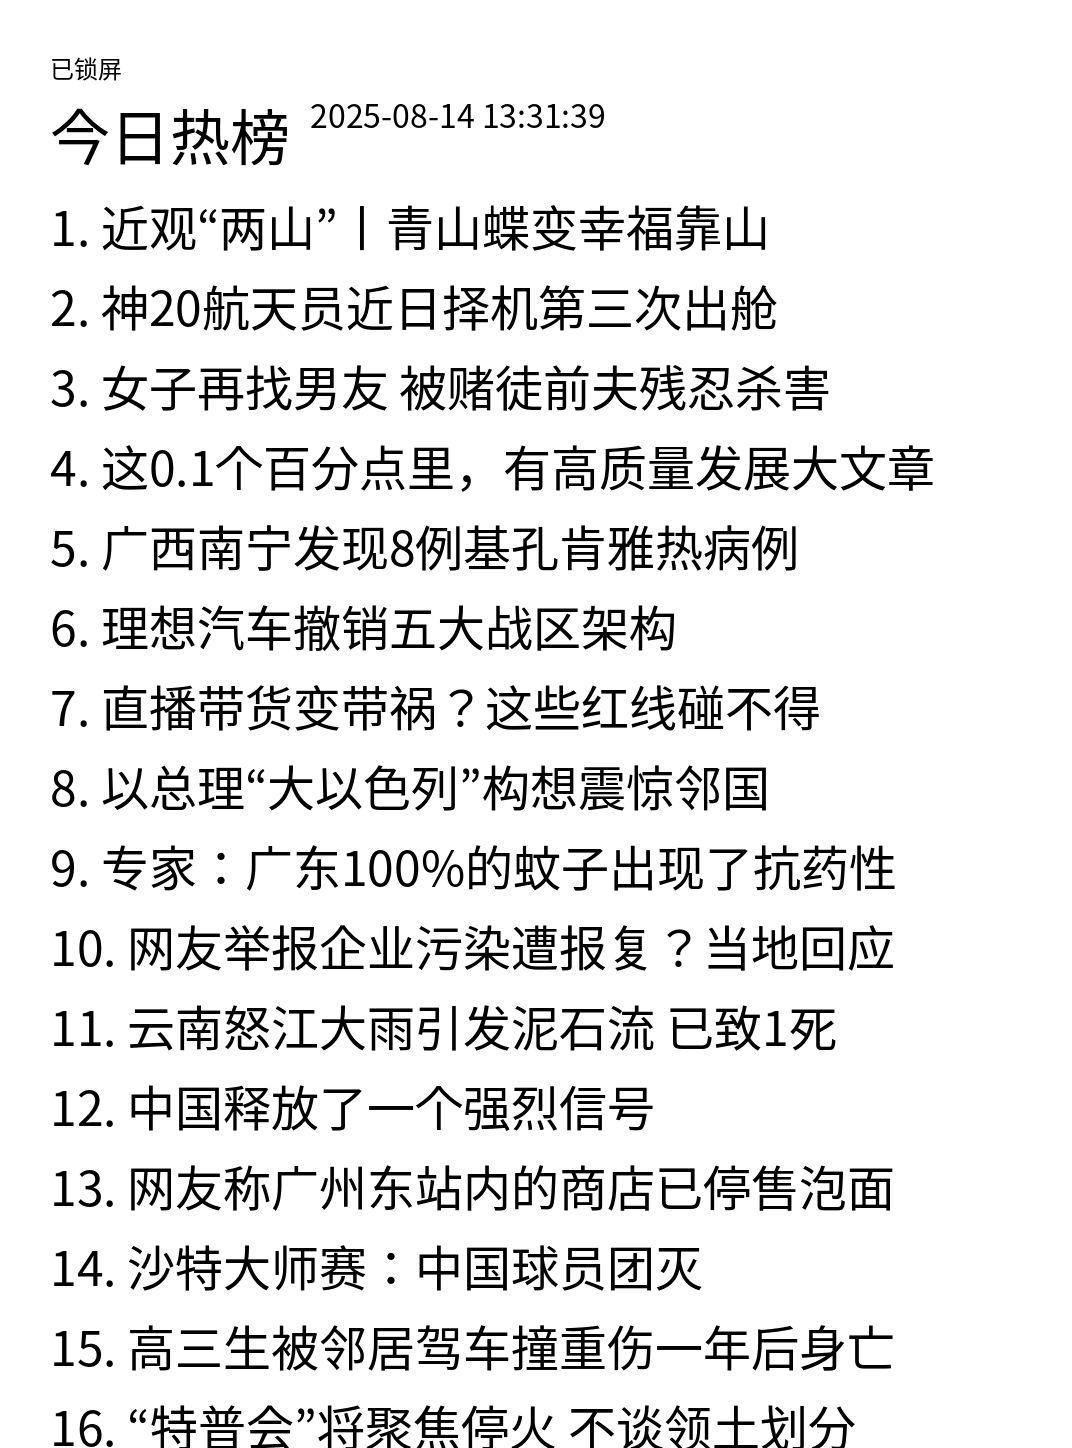 已锁屏
今日热榜 2025-08-14 13:31:39
1. 近观“两山”丨青山蝶变幸福靠山
2. 神20航天员近日择机第三次出舱
3. 女子再找男友 被赌徒前夫残忍杀害
4. 这0.1个百分点里，有高质量发展大文章
5. 广西南宁发现8例基孔肯雅热病例
6. 理想汽车撤销五大战区架构
7. 直播带货变带祸？这些红线碰不得
8. 以总理“大以色列”构想震惊邻国
9. 专家：广东100%的蚊子出现了抗药性
10. 网友举报企业污染遭报复？当地回应
11. 云南怒江大雨引发泥石流 已致1死
12. 中国释放了一个强烈信号
13. 网友称广州东站内的商店已停售泡面
14. 沙特大师赛：中国球员团灭
15. 高三生被邻居驾车撞重伤一年后身亡
16. “特普会”将聚焦停火 不谈领土划分